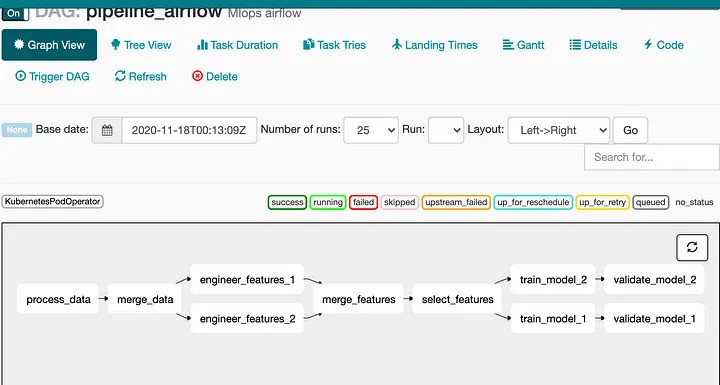 On DAG: pipeline_airflow Mlops airflow
Graph View Tree View Task Duration Task Tries Landing Times Gantt Details Code
Trigger DAG Refresh Delete
None Base date: 2020-11-18T00:13:09Z Number of runs: 25 Run: Layout: Left->Right Go
Search for...
KubernetesPodOperator success running failed skipped upstream_failed up_for_reschedule up_for_retry queued no_status
engineer_features_1 train_model_2 validate_model_2
process_data merge_data merge_features select_features
engineer_features_2 train_model_1 validate_model_1